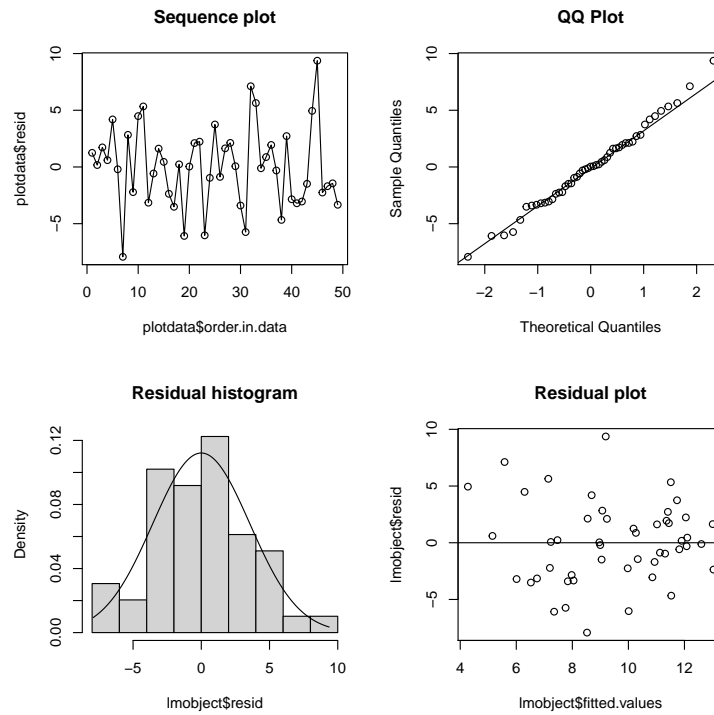 Sequence plot
plotdata$resid
10
5
0
−5
0 10 20 30 40 50
plotdata$order.in.data
QQ Plot
Sample Quantiles
10
5
0
−5
−2 −1 0 1 2
Theoretical Quantiles
Residual histogram
Density
0.12
0.08
0.04
0.00
−5 0 5 10
lmobject$resid
Residual plot
lmobject$resid
10
5
0
−5
4 6 8 10 12
lmobject$fitted.values